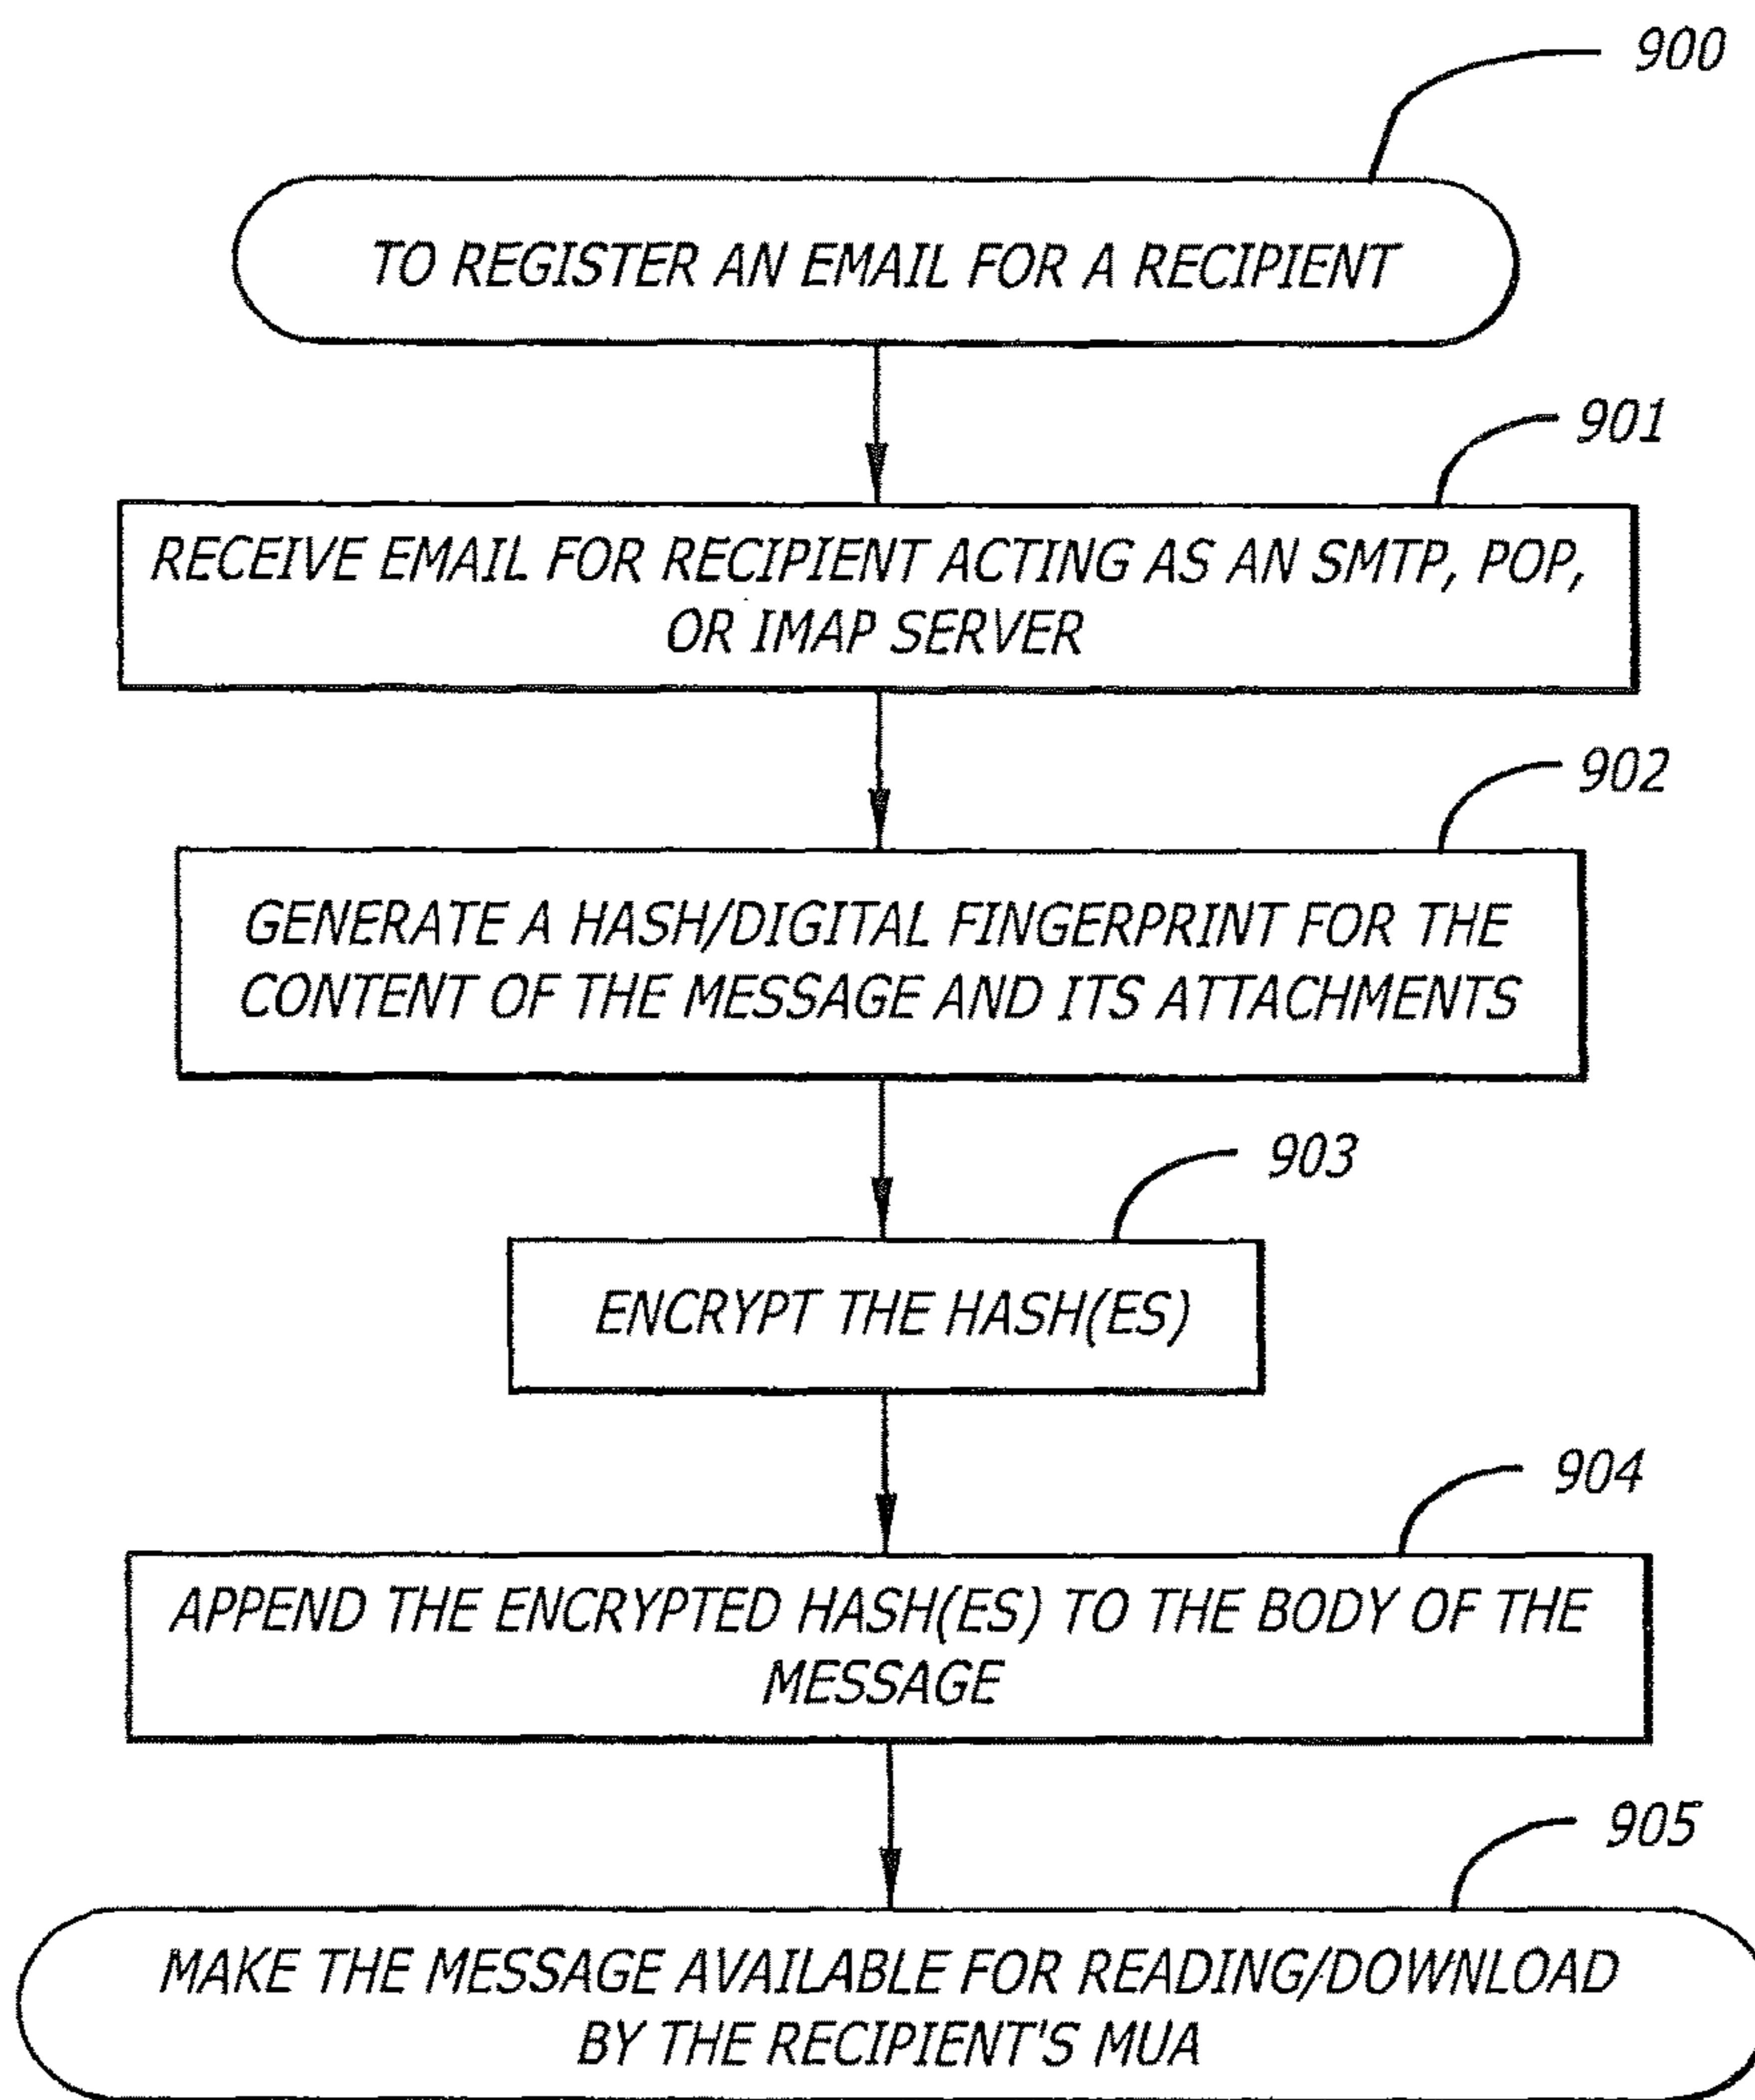 900
TO REGISTER AN EMAIL FOR A RECIPIENT
901
RECEIVE EMAIL FOR RECIPIENT ACTING AS AN SMTP, POP,
OR IMAP SERVER
902
GENERATE A HASH/DIGITAL FINGERPRINT FOR THE
CONTENT OF THE MESSAGE AND ITS ATTACHMENTS
903
ENCRYPT THE HASH(ES)
904
APPEND THE ENCRYPTED HASH(ES) TO THE BODY OF THE
MESSAGE
905
MAKE THE MESSAGE AVAILABLE FOR READING/DOWNLOAD
BY THE RECIPIENT'S MUA